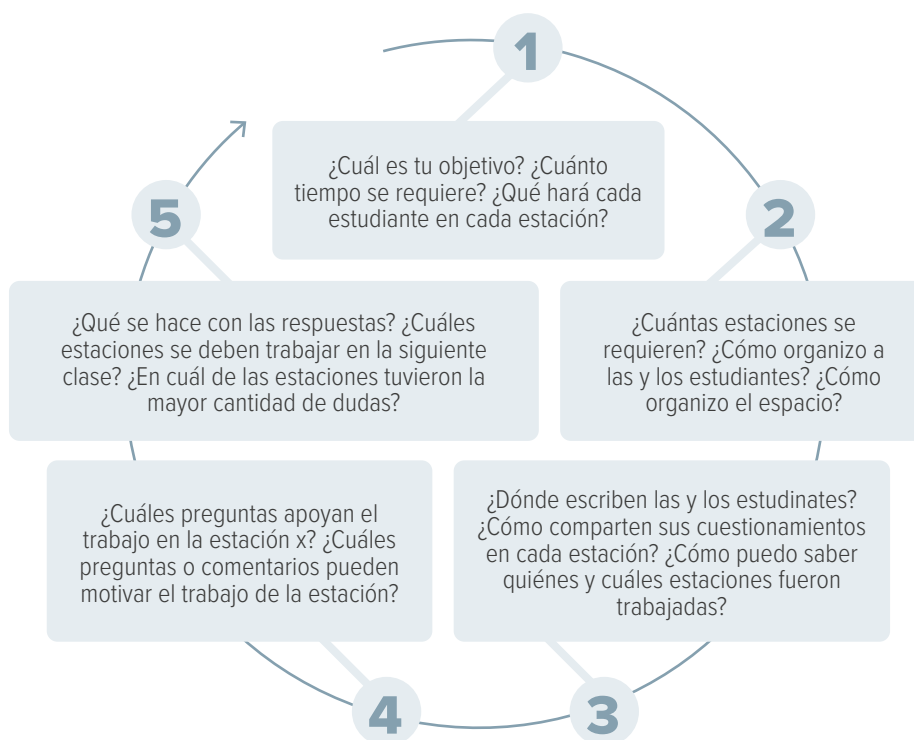 1
¿Cuál es tu objetivo? ¿Cuánto
tiempo se requiere? ¿Qué hará cada
estudiante en cada estación?
2
¿Cuántas estaciones se
requieren? ¿Cómo organizo a
las y los estudiantes? ¿Cómo
organizo el espacio?
3
¿Dónde escriben las y los estudinates?
¿Cómo comparten sus cuestionamientos
en cada estación? ¿Cómo puedo saber
quiénes y cuáles estaciones fueron
trabajadas?
4
¿Cuáles preguntas apoyan el
trabajo en la estación x? ¿Cuáles
preguntas o comentarios pueden
motivar el trabajo de la estación?
5
¿Qué se hace con las respuestas? ¿Cuáles
estaciones se deben trabajar en la siguiente
clase? ¿En cuál de las estaciones tuvieron la
mayor cantidad de dudas?